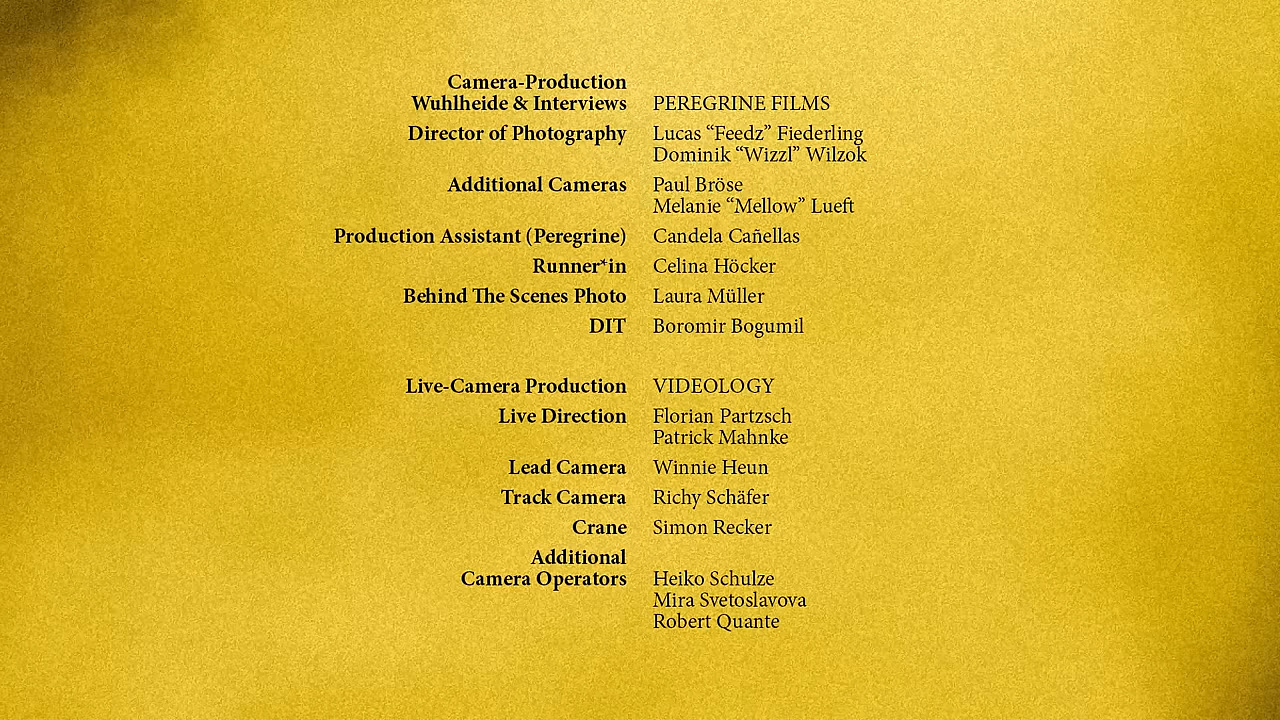 Camera-Production
Wuhlheide & Interviews PEREGRINE FILMS
Director of Photography Lucas “Feedz” Fiederling
Dominik “Wizzl” Wilzok
Additional Cameras Paul Bröse
Melanie “Mellow” Lueft
Production Assistant (Peregrine) Candela Cañellas
Runner*in Celina Höcker
Behind The Scenes Photo Laura Müller
DIT Boromir Bogumil
Live-Camera Production VIDEOLOGY
Live Direction Florian Partzsch
Patrick Mahnke
Lead Camera Winnie Heun
Track Camera Richy Schäfer
Crane Simon Recker
Additional
Camera Operators Heiko Schulze
Mira Svetoslavova
Robert Quante